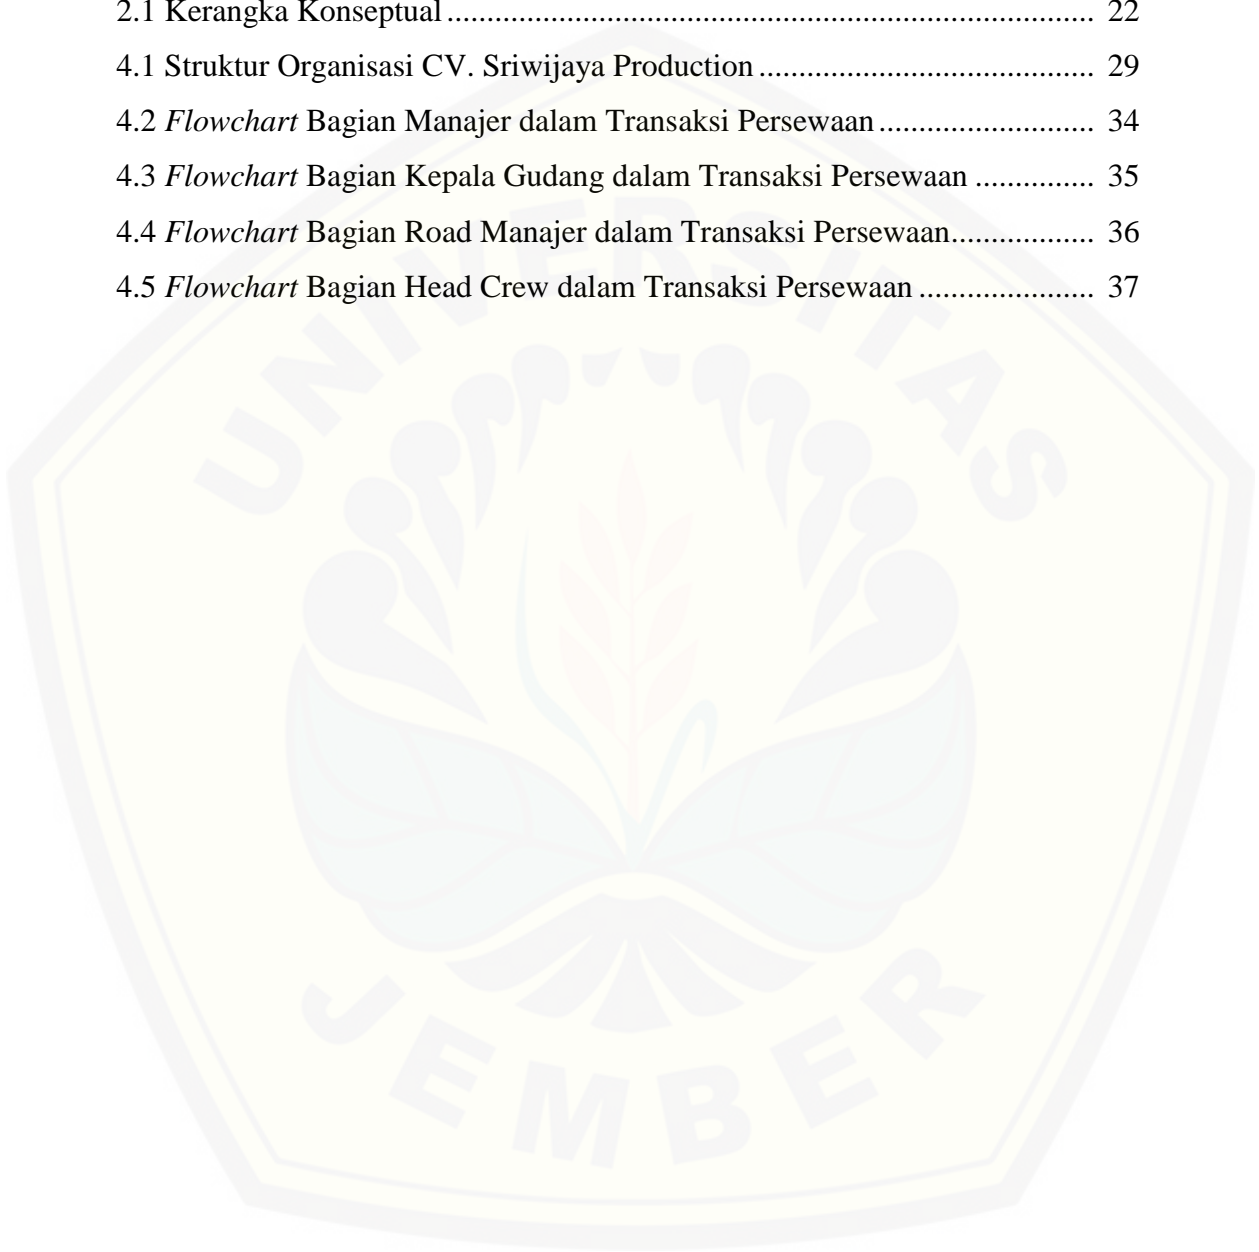 2.1 Kerangka Konseptual................................................................................ 22
4.1 Struktur Organisasi CV. Sriwijaya Production......................................... 29
4.2 Flowchart Bagian Manajer dalam Transaksi Persewaan.......................... 34
4.3 Flowchart Bagian Kepala Gudang dalam Transaksi Persewaan ............... 35
4.4 Flowchart Bagian Road Manajer dalam Transaksi Persewaan.................. 36
4.5 Flowchart Bagian Head Crew dalam Transaksi Persewaan...................... 37
UNIVERSITAS
JEMBER